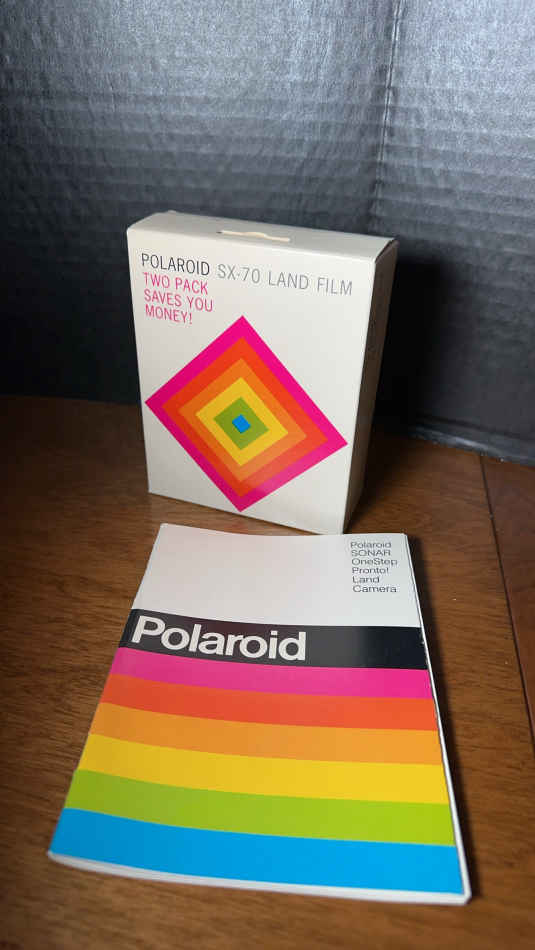 POLAROID SX-70 LAND FILM
TWO PACK
SAVES YOU
MONEY!
Polaroid
SONAR
OneStep
Pronto!
Land
Camera
Polaroid